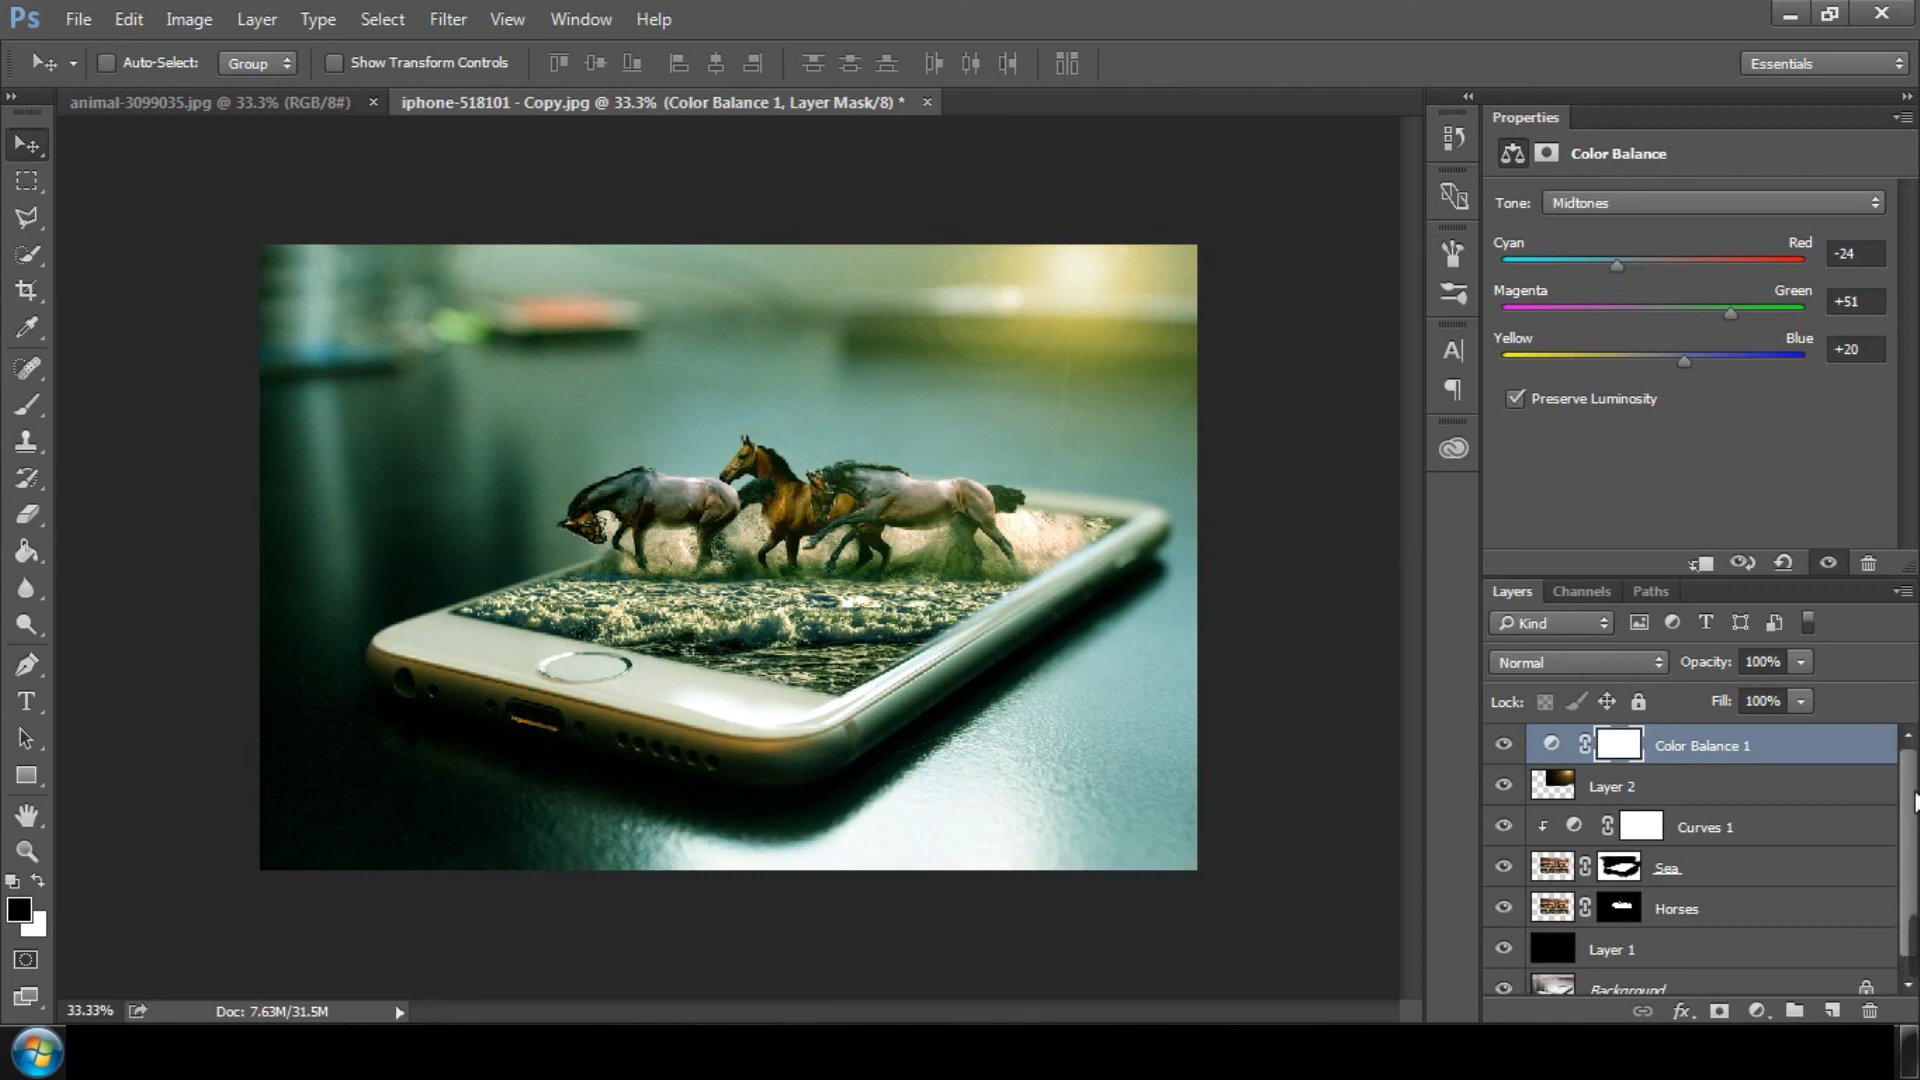 Ps File Edit Image Layer Type Select Filter View Window Help
Auto-Select: Group Show Transform Controls Essentials
animal-3099035.jpg @ 33.3% (RGB/8#) × iphone-518101 - Copy.jpg @ 33.3% (Color Balance 1, Layer Mask/8) * ×
Properties
Color Balance
Tone: Midtones
Cyan Red -24
Magenta Green +51
Yellow Blue +20
Preserve Luminosity
Layers Channels Paths
Kind
Normal Opacity: 100%
Lock: Fill: 100%
Color Balance 1
Layer 2
Curves 1
Sea
Horses
Layer 1
Background
33.33% Doc: 7.63M/31.5M